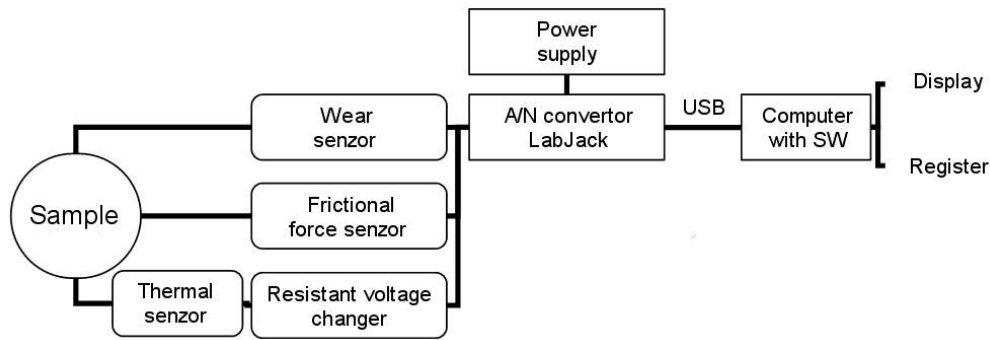 Power
supply
Wear
senzor
A/N convertor
LabJack
USB
Computer
with SW
Display
Register
Sample
Frictional
force senzor
Thermal
senzor
Resistant voltage
changer